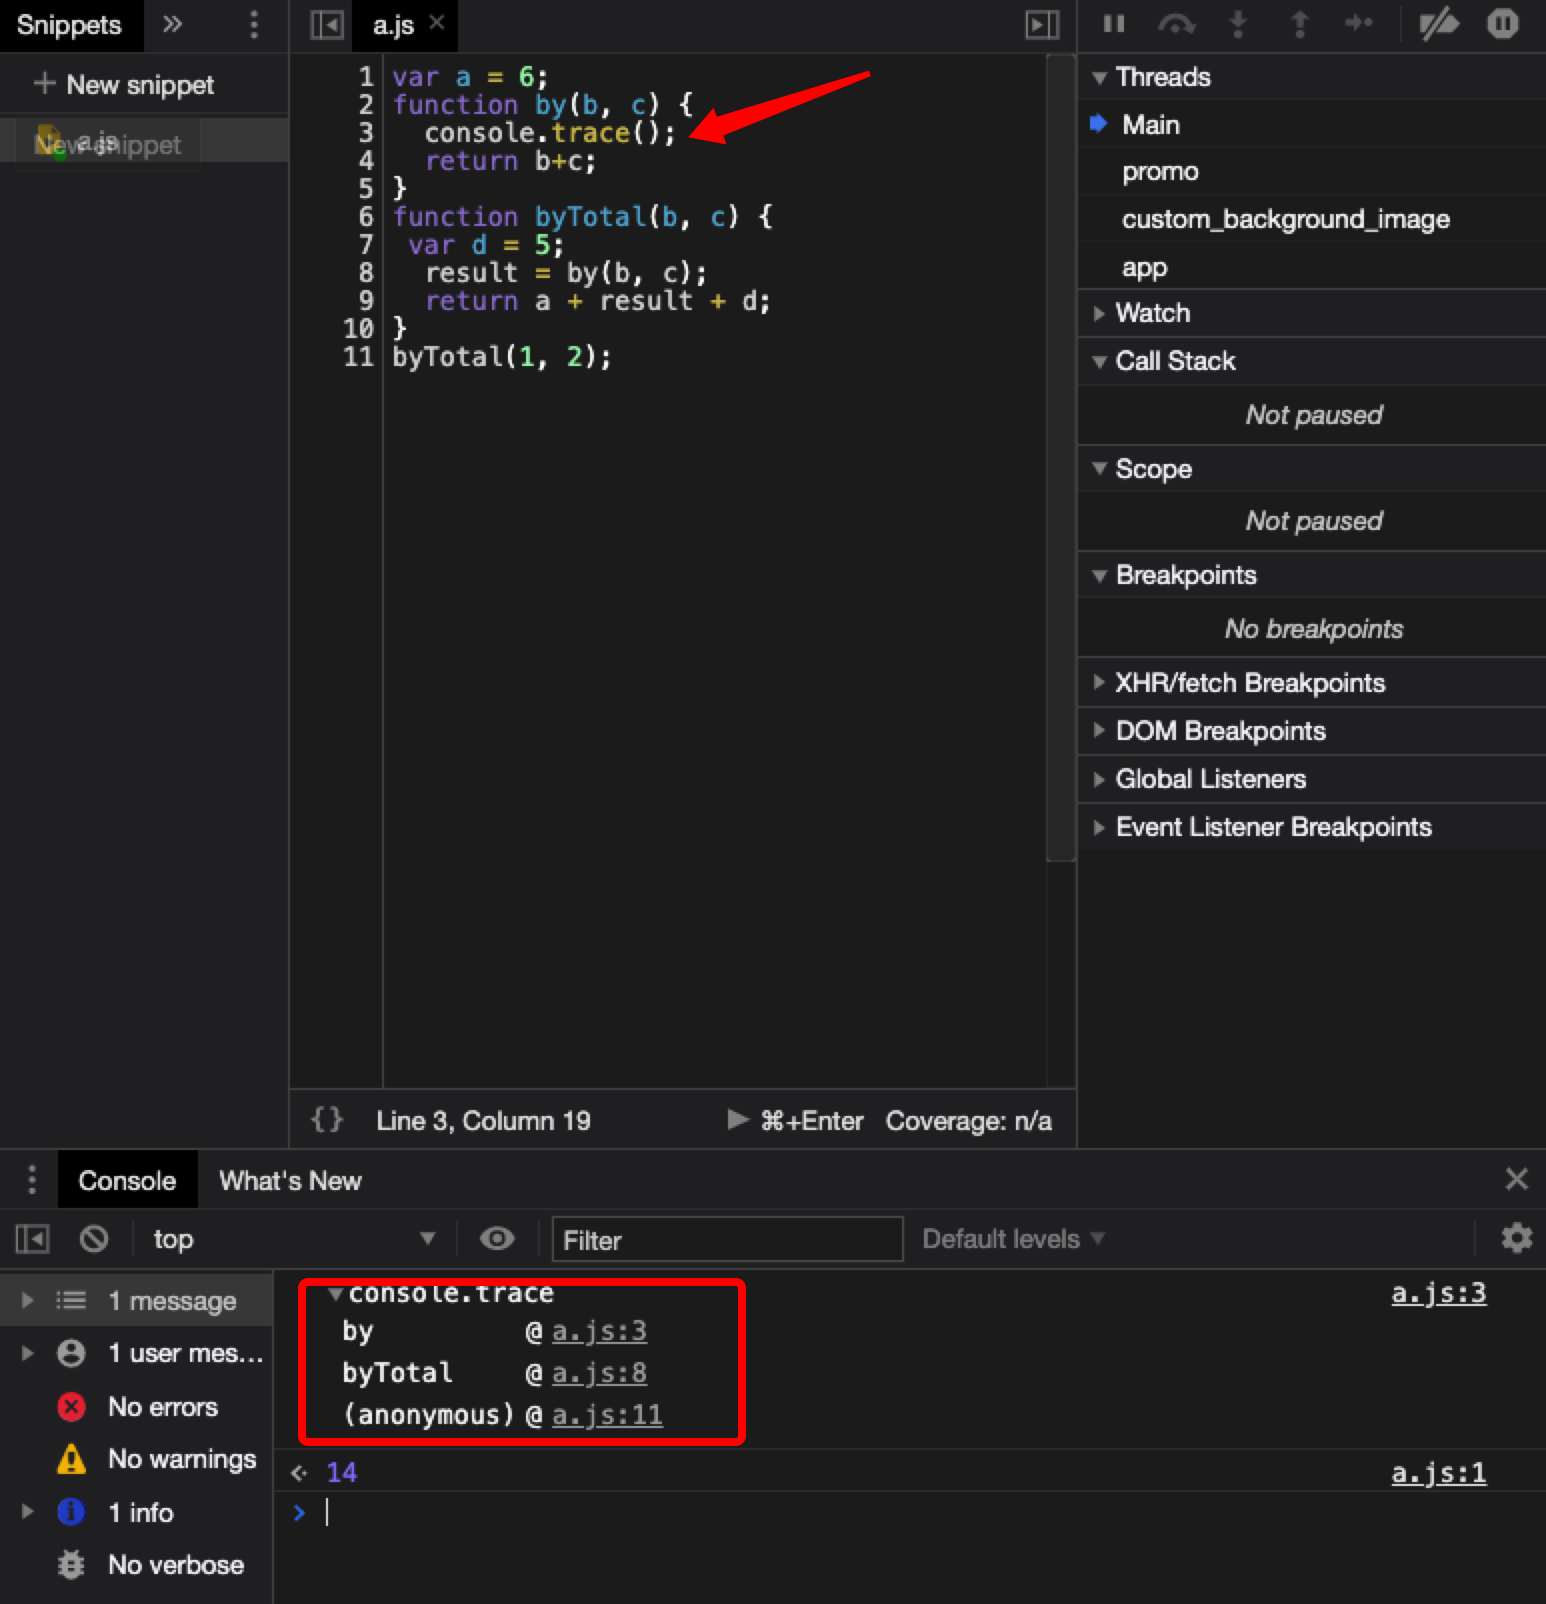 Snippets »
+ New snippet
a.js
New snippet
a.js ×
1 var a = 6;
2 function by(b, c) {
3   console.trace();
4   return b+c;
5 }
6 function byTotal(b, c) {
7  var d = 5;
8   result = by(b, c);
9   return a + result + d;
10 }
11 byTotal(1, 2);
{} Line 3, Column 19 ⌘+Enter Coverage: n/a
Threads
Main
promo
custom_background_image
app
Watch
Call Stack
Not paused
Scope
Not paused
Breakpoints
No breakpoints
XHR/fetch Breakpoints
DOM Breakpoints
Global Listeners
Event Listener Breakpoints
Console What's New
top Filter Default levels
1 message
1 user mes…
No errors
No warnings
1 info
No verbose
console.trace a.js:3
by @ a.js:3
byTotal @ a.js:8
(anonymous) @ a.js:11
14 a.js:1